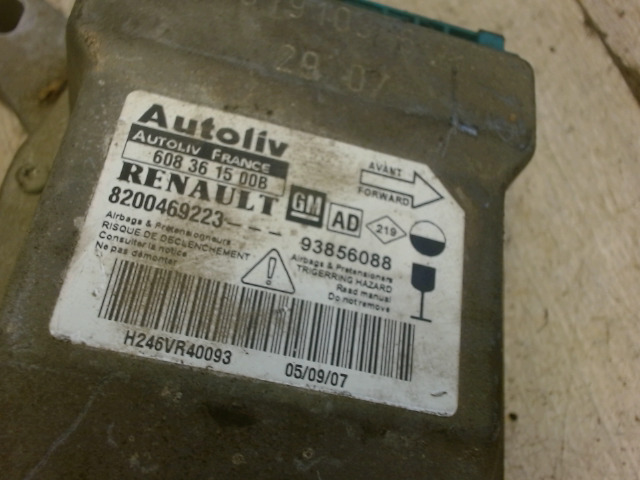 29 07
Autoliv
AUTOLIV FRANCE
608 36 15 00B
RENAULT GM AD
8200469223---
93856088
219
AVANT
FORWARD
Airbags & Pretensionneurs
RISQUE DE DECLENCHEMENT :
Consulter la notice
Ne pas démonter
Airbags & Pretensioners
TRIGERRING HAZARD
Read manual
Do not remove
H246VR40093
05/09/07